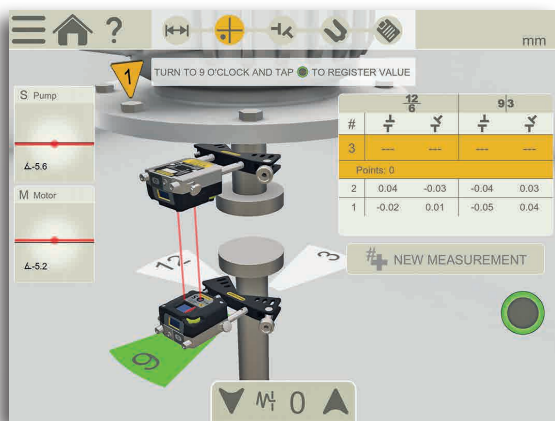 ?
mm
1
TURN TO 9 O'CLOCK AND TAP TO REGISTER VALUE
S Pump
∡-5.6
M Motor
∡-5.2
12 6 9 3
#
3 --- --- --- ---
Points: 0
2 0.04 -0.03 -0.04 0.03
1 -0.02 0.01 -0.05 0.04
NEW MEASUREMENT
12
3
9
0